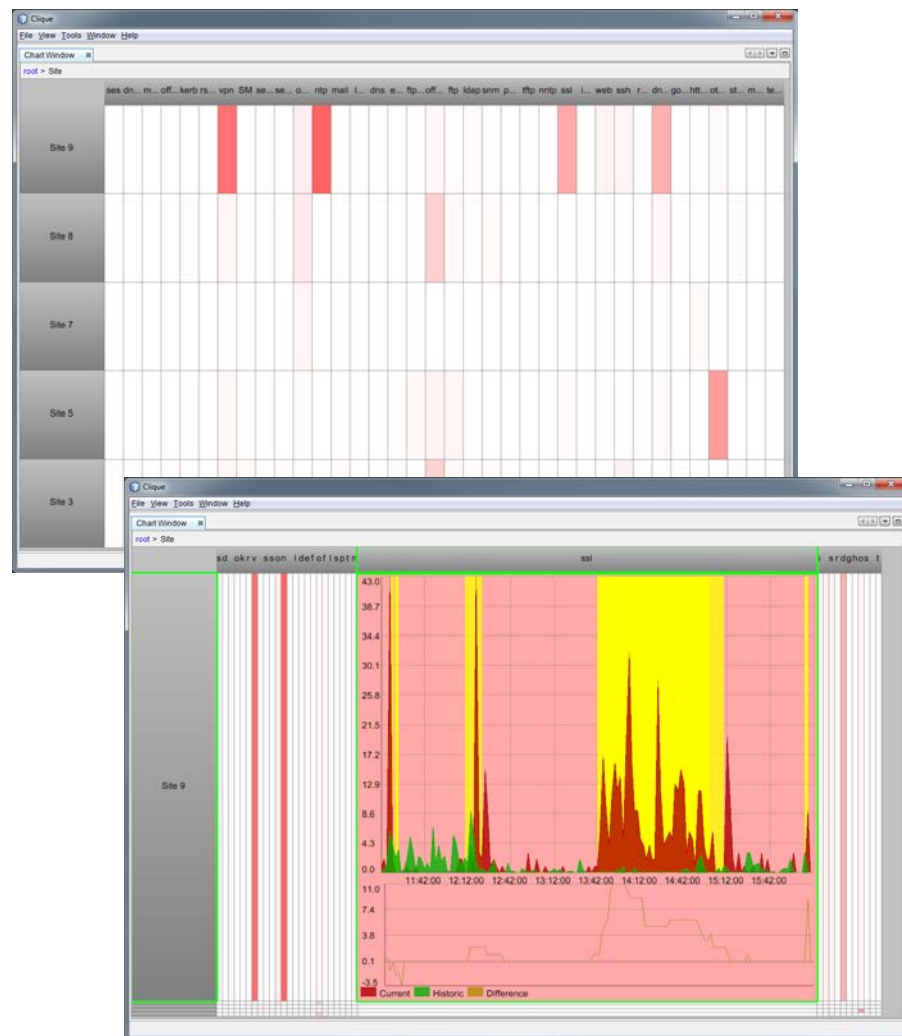 Clique
File View Tools Window Help
Chart Window
root > Site
ses dn... m... off... kerb rs... vpn SM se... se... o... ntp mail l... dns e... ftp... off... ftp ldap snm p... tftp nntp ssl i... web ssh r... dn... go... htt... ot... st... m... te...
Site 9
Site 8
Site 7
Site 5
Site 3
Clique
File View Tools Window Help
Chart Window
root > Site
s d o k r v s s o n l d e f o f l s p t n ssl i s r d g h o s t
43.0
38.7
34.4
30.1
25.8
21.5
17.2
12.9
8.6
4.3
0.0
Site 9
11:42:00 12:12:00 12:42:00 13:12:00 13:42:00 14:12:00 14:42:00 15:12:00 15:42:00
11.0
7.4
3.8
0.1
-3.5
Current Historic Difference